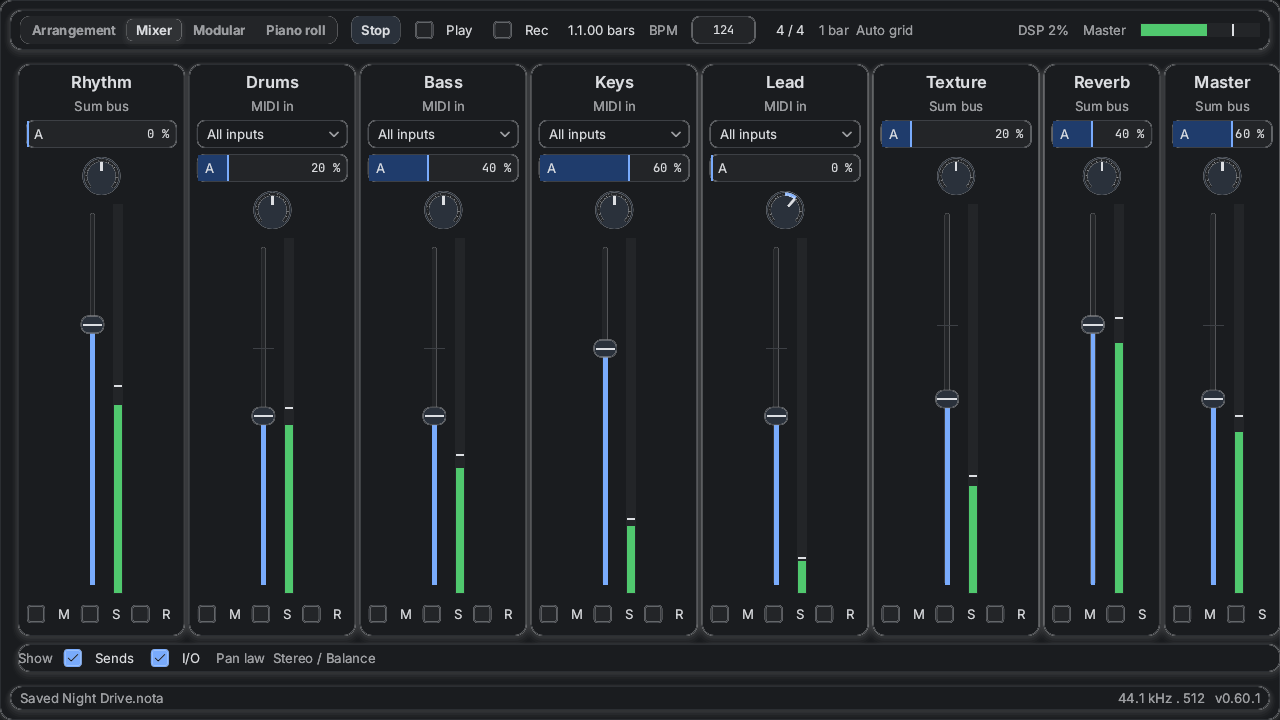 Arrangement Mixer Modular Piano roll Stop Play Rec 1.1.00 bars BPM 124 4 / 4 1 bar Auto grid DSP 2% Master
Rhythm Drums Bass Keys Lead Texture Reverb Master
Sum bus MIDI in MIDI in MIDI in MIDI in Sum bus Sum bus Sum bus
A 0 % All inputs All inputs All inputs All inputs A 20 % A 40 % A 60 %
A 20 % A 40 % A 60 % A 0 %
M S R M S R M S R M S R M S R M S R M S M S
Show Sends I/O Pan law Stereo / Balance
Saved Night Drive.nota 44.1 kHz . 512 v0.60.1